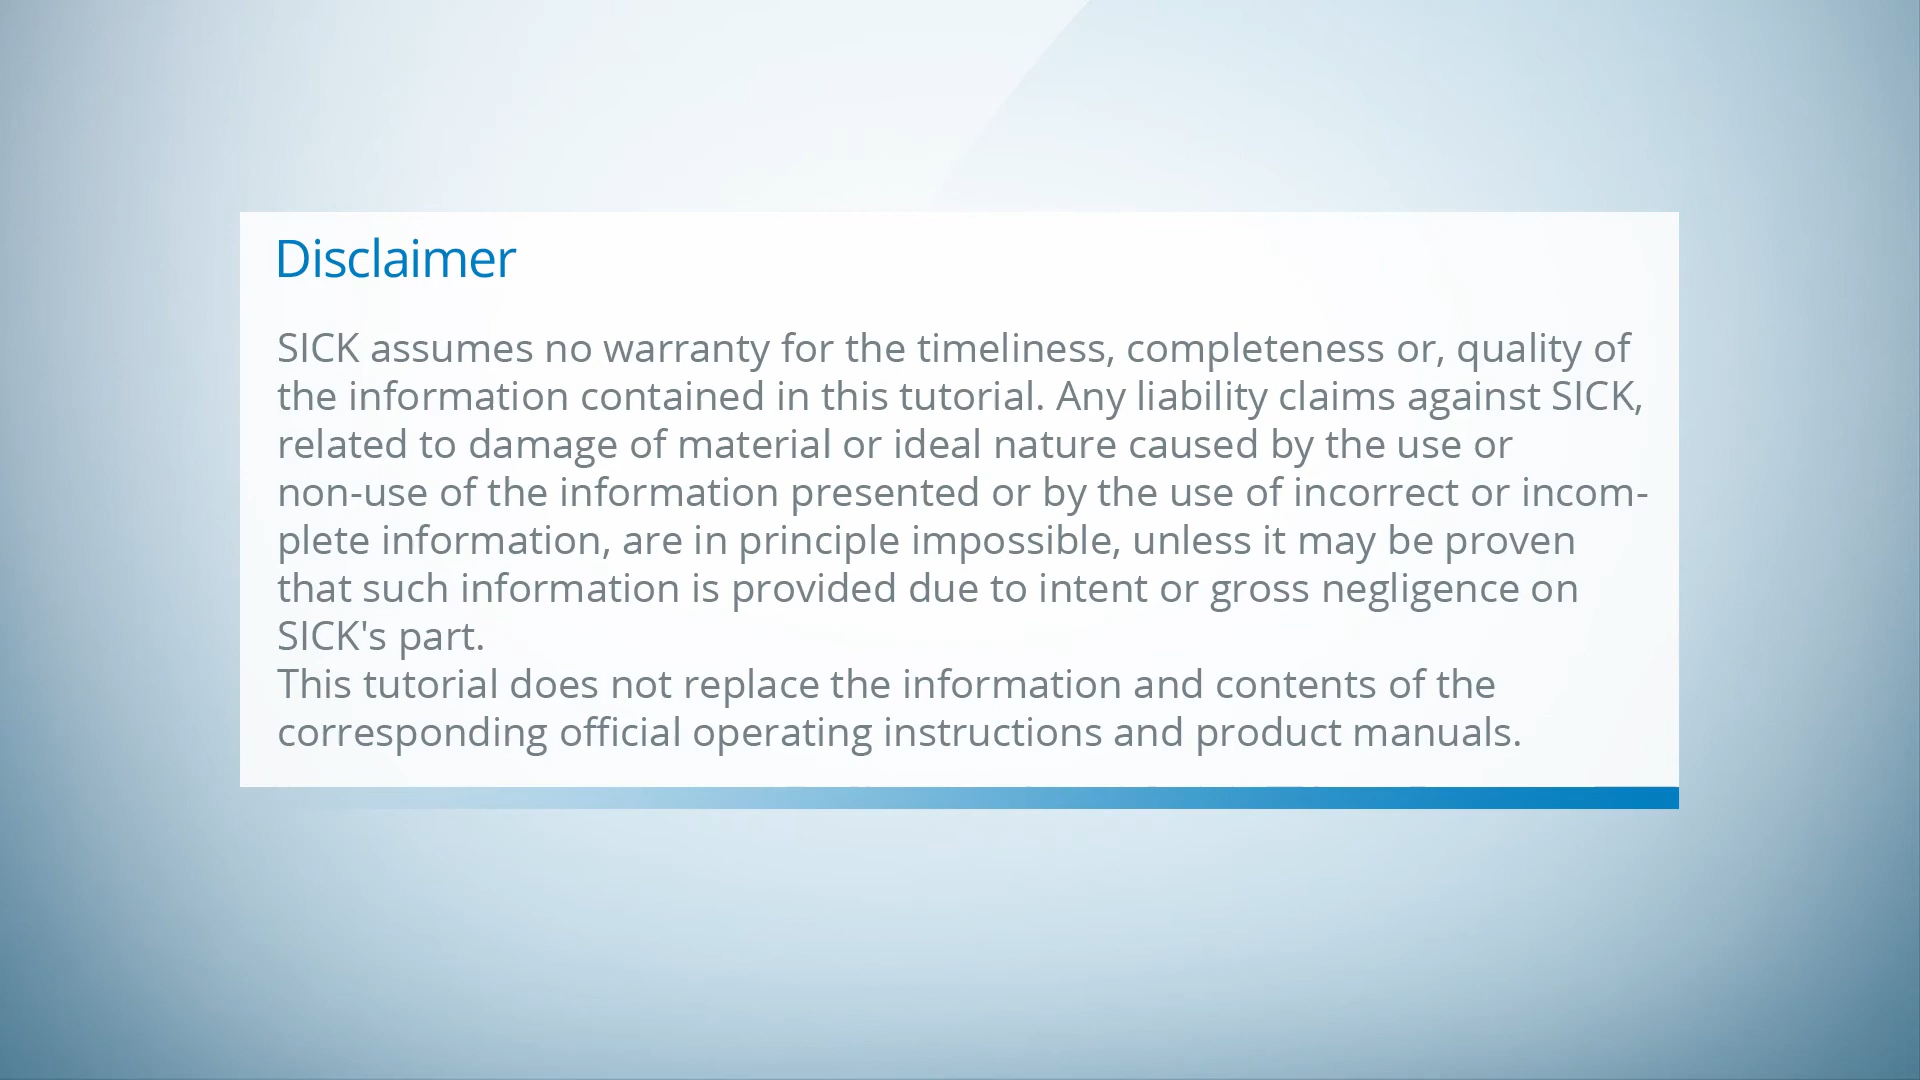 Disclaimer
SICK assumes no warranty for the timeliness, completeness or, quality of
the information contained in this tutorial. Any liability claims against SICK,
related to damage of material or ideal nature caused by the use or
non-use of the information presented or by the use of incorrect or incom-
plete information, are in principle impossible, unless it may be proven
that such information is provided due to intent or gross negligence on
SICK's part.
This tutorial does not replace the information and contents of the
corresponding official operating instructions and product manuals.